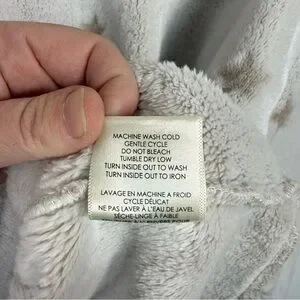 MACHINE WASH COLD
GENTLE CYCLE
DO NOT BLEACH
TUMBLE DRY LOW
TURN INSIDE OUT TO WASH
TURN INSIDE OUT TO IRON
LAVAGE EN MACHINE A FROID
CYCLE DÉLICAT
NE PAS LAVER À L'EAU DE JAVEL
SÈCHE-LINGE À FAIBLE